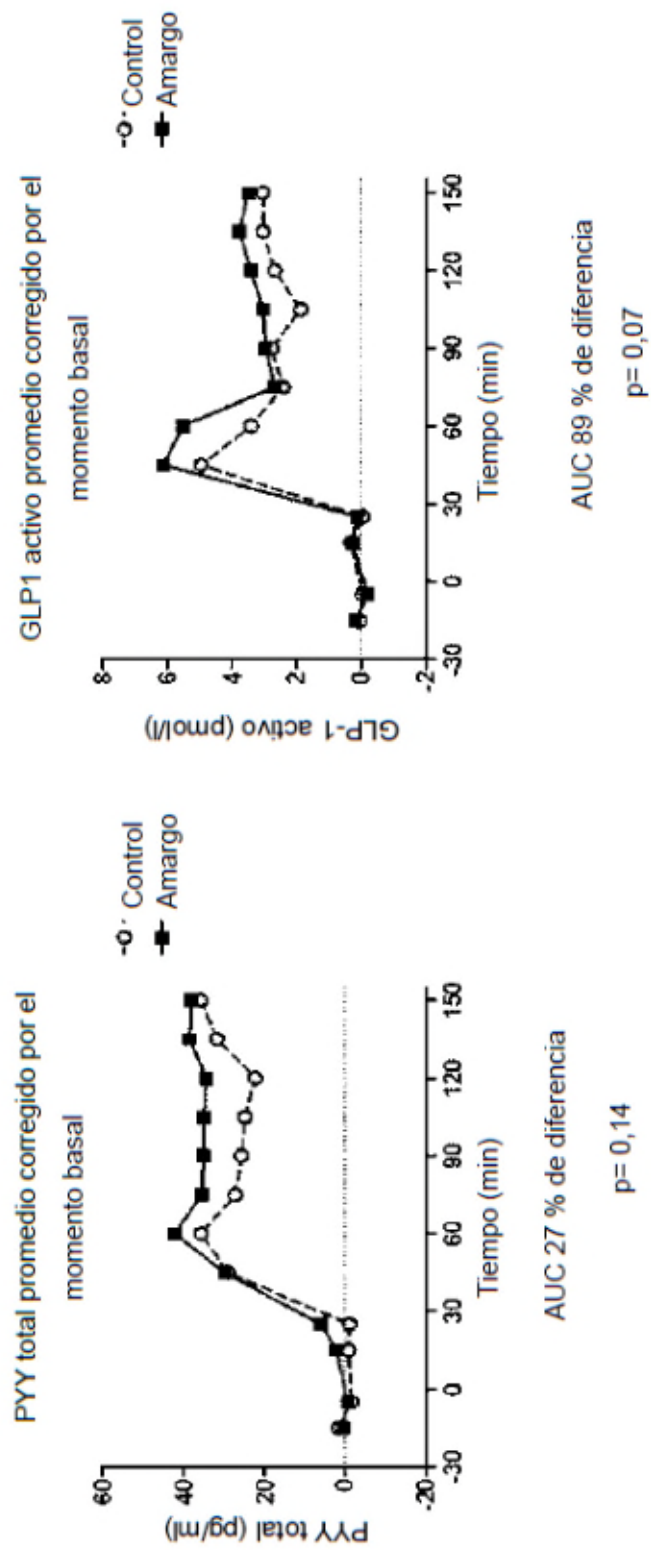 PYY total promedio corregido por el
momento basal
-O· Control
-■- Amargo
PYY total (pg/ml)
60
40
20
0
-20
-30
0
30
60
90
120
150
Tiempo (min)
AUC 27 % de diferencia
p= 0,14
GLP1 activo promedio corregido por el
momento basal
-O· Control
-■- Amargo
GLP-1 activo (pmol/l)
8
6
4
2
0
-2
-30
0
30
60
90
120
150
Tiempo (min)
AUC 89 % de diferencia
p= 0,07